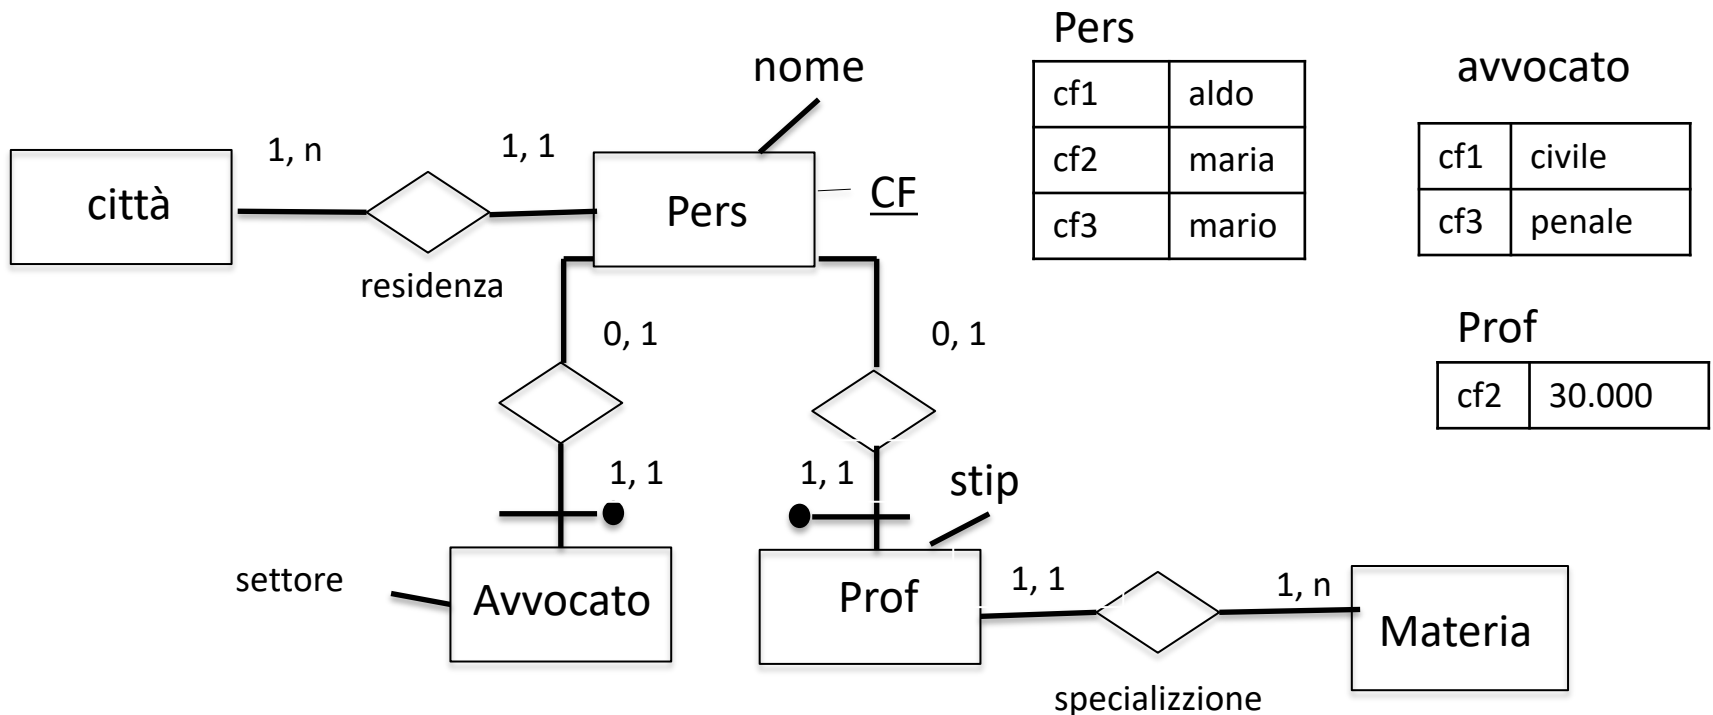 Pers
nome
avvocato
cf1 aldo
cf2 maria
cf3 mario
cf1 civile
cf3 penale
1, n
1, 1
città
Pers
CF
residenza
0, 1
0, 1
Prof
cf2 30.000
1, 1
1, 1
stip
settore
Avvocato
Prof
1, 1
1, n
Materia
specializzione